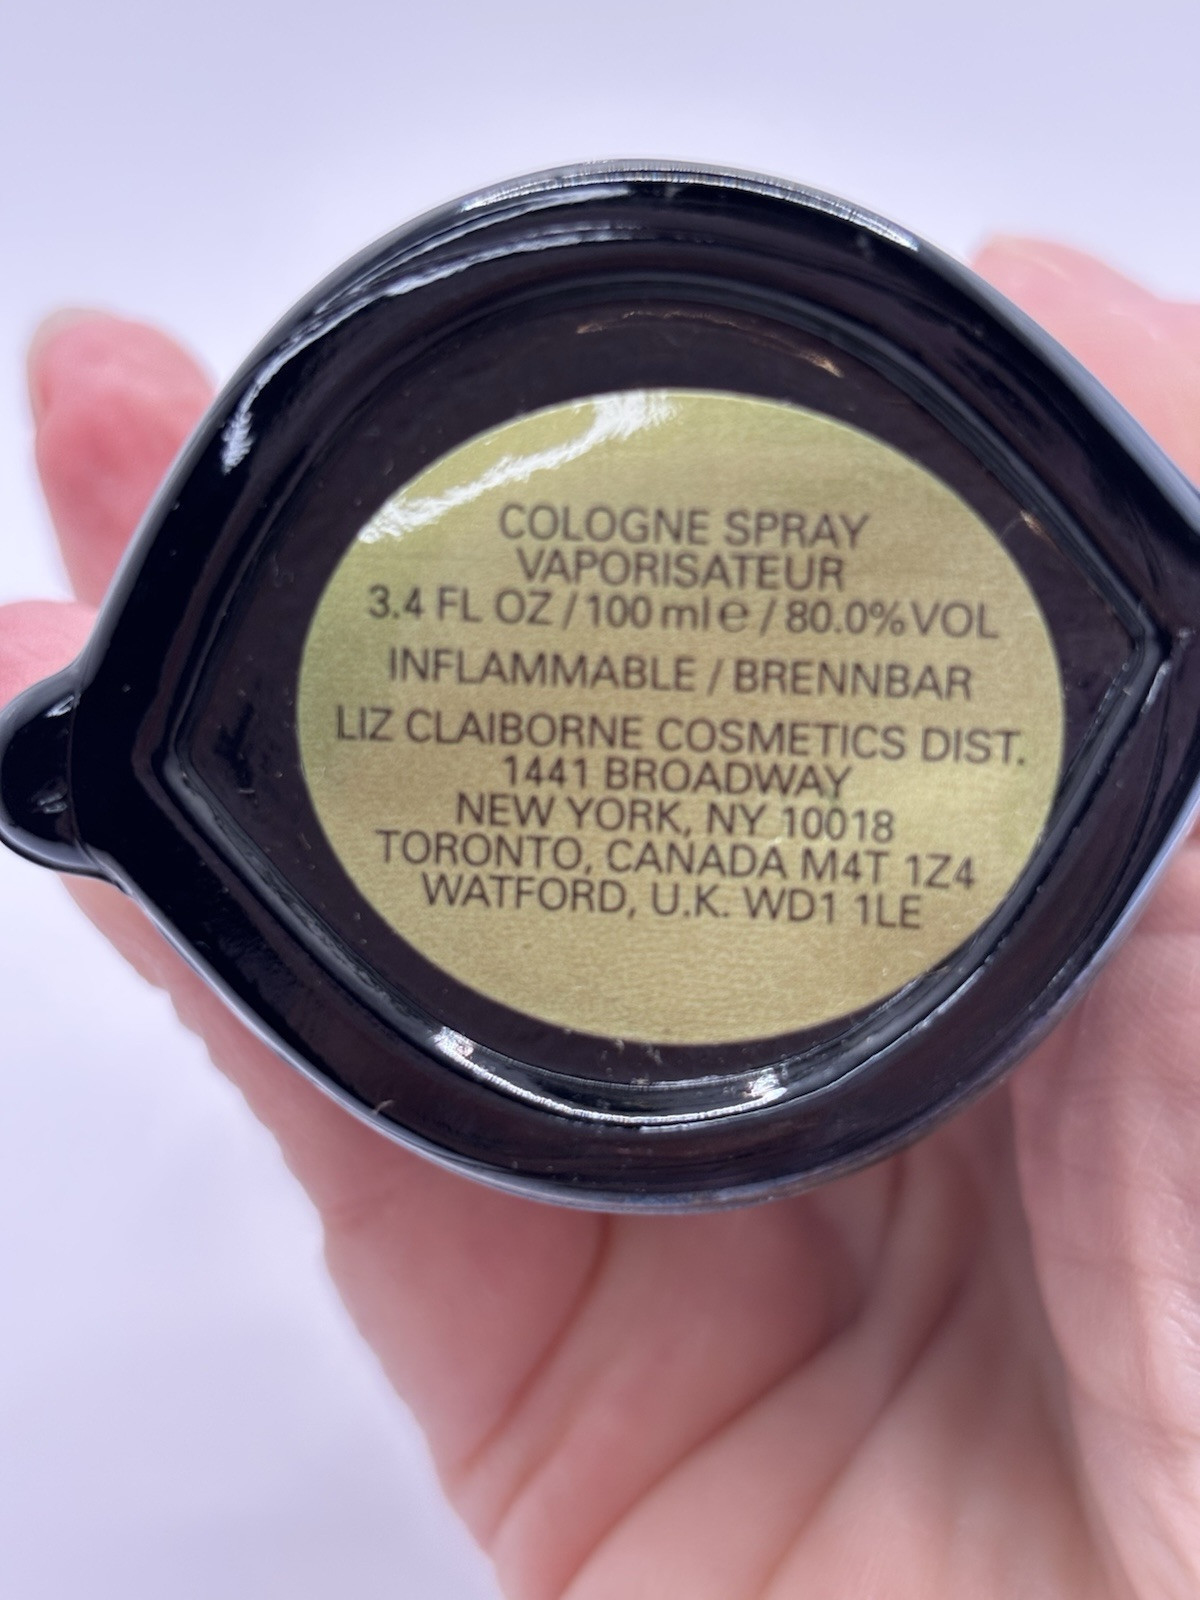 COLOGNE SPRAY
VAPORISATEUR
3.4 FL OZ / 100 ml e / 80.0% VOL
INFLAMMABLE / BRENNBAR
LIZ CLAIBORNE COSMETICS DIST.
1441 BROADWAY
NEW YORK, NY 10018
TORONTO, CANADA M4T 1Z4
WATFORD, U.K. WD1 1LE